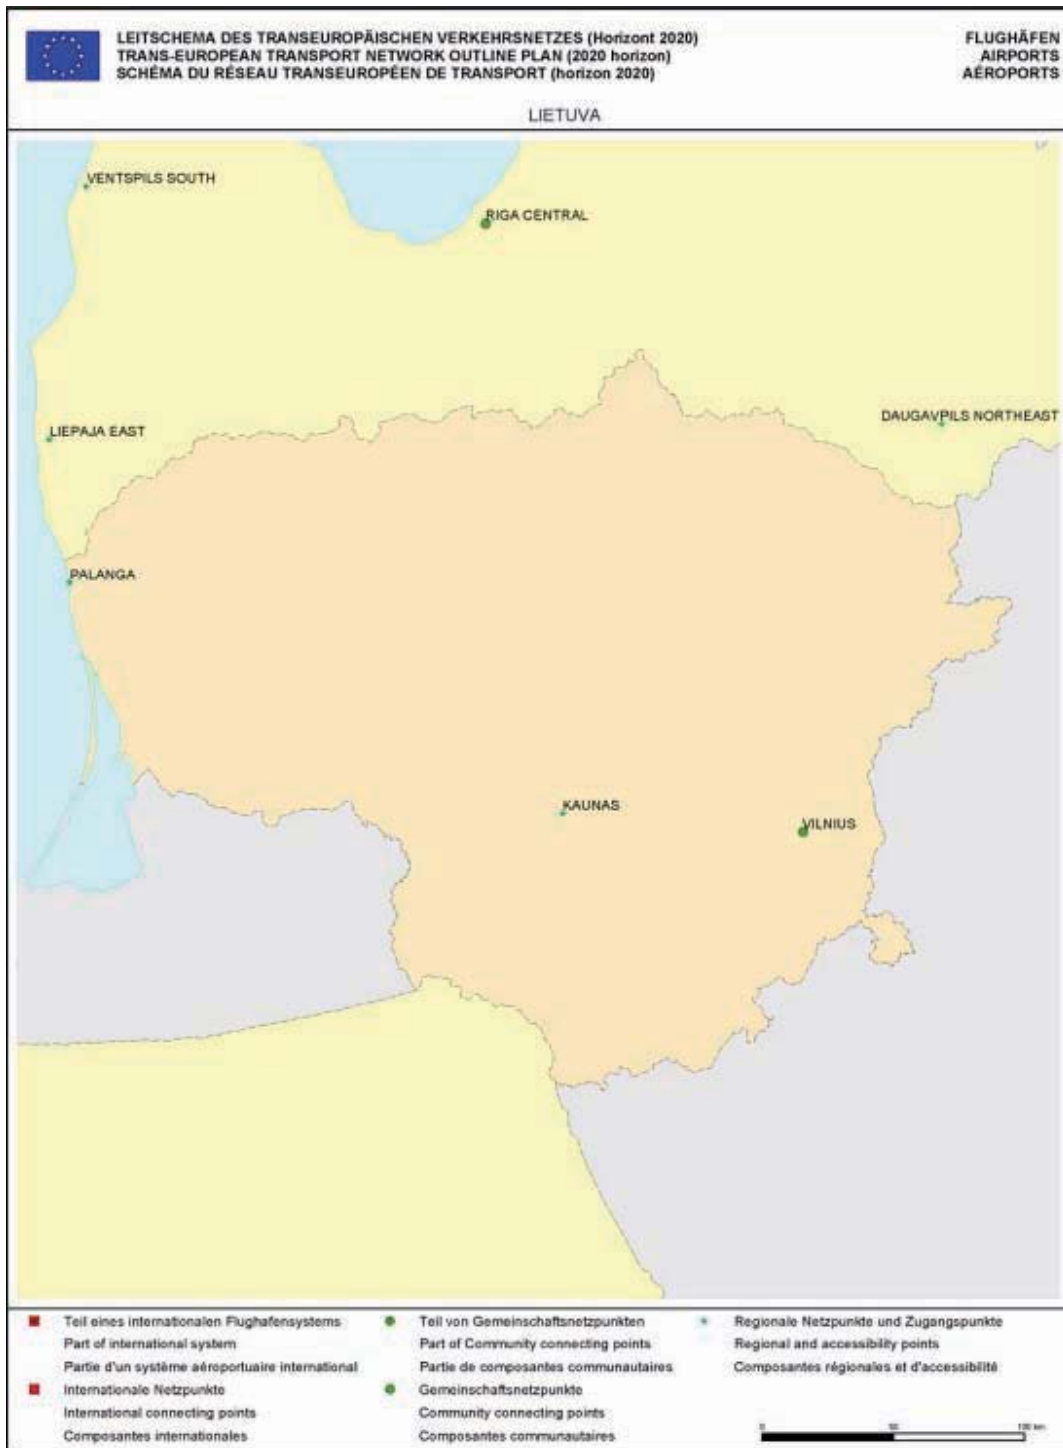 LEITSCHEMA DES TRANSEUROPÄISCHEN VERKEHRSNETZES (Horizont 2020)
TRANS-EUROPEAN TRANSPORT NETWORK OUTLINE PLAN (2020 horizon)
SCHÉMA DU RÉSEAU TRANSEUROPÉEN DE TRANSPORT (horizon 2020)
FLUGHÄFEN
AIRPORTS
AÉROPORTS
LIETUVA
VENTSPILS SOUTH
RIGA CENTRAL
DAUGAVPILS NORTHEAST
LIEPAJA EAST
PALANGA
KAUNAS
VILNIUS
Teil eines internationalen Flughafensystems
Part of international system
Partie d'un système aéroportuaire international
Internationale Netzpunkte
International connecting points
Composantes internationales
Teil von Gemeinschaftsnetzpunkten
Part of Community connecting points
Partie de composantes communautaires
Gemeinschaftsnetzpunkte
Community connecting points
Composantes communautaires
Regionale Netzpunkte und Zugangspunkte
Regional and accessibility points
Composantes régionales et d'accessibilité
0 50 100 km